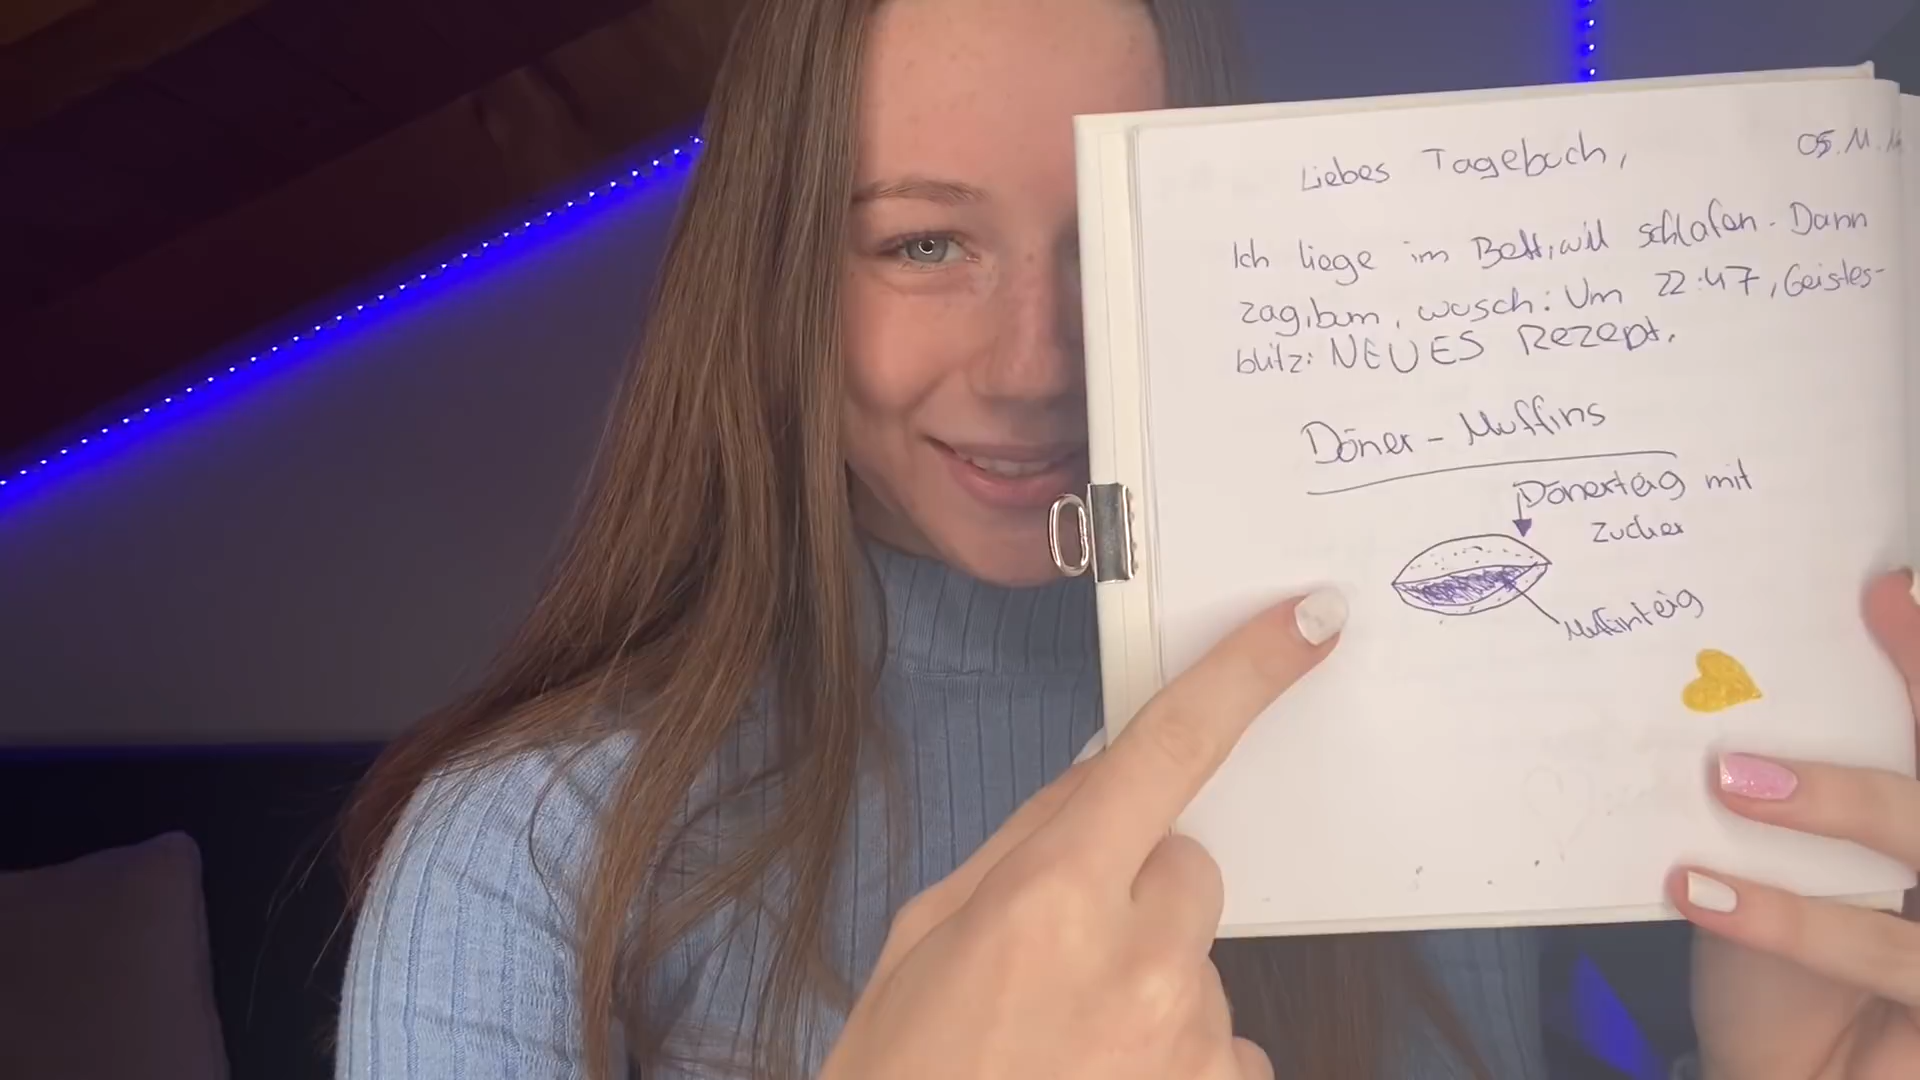 05.11.
Liebes Tagebuch,
Ich liege im Bett, will schlafen. Dann
zag, bum, wusch: Um 22:47, Geistes-
blitz: NEUES Rezept.
Döner-Muffins
Dönerteig mit
Zucker
Muffinteig